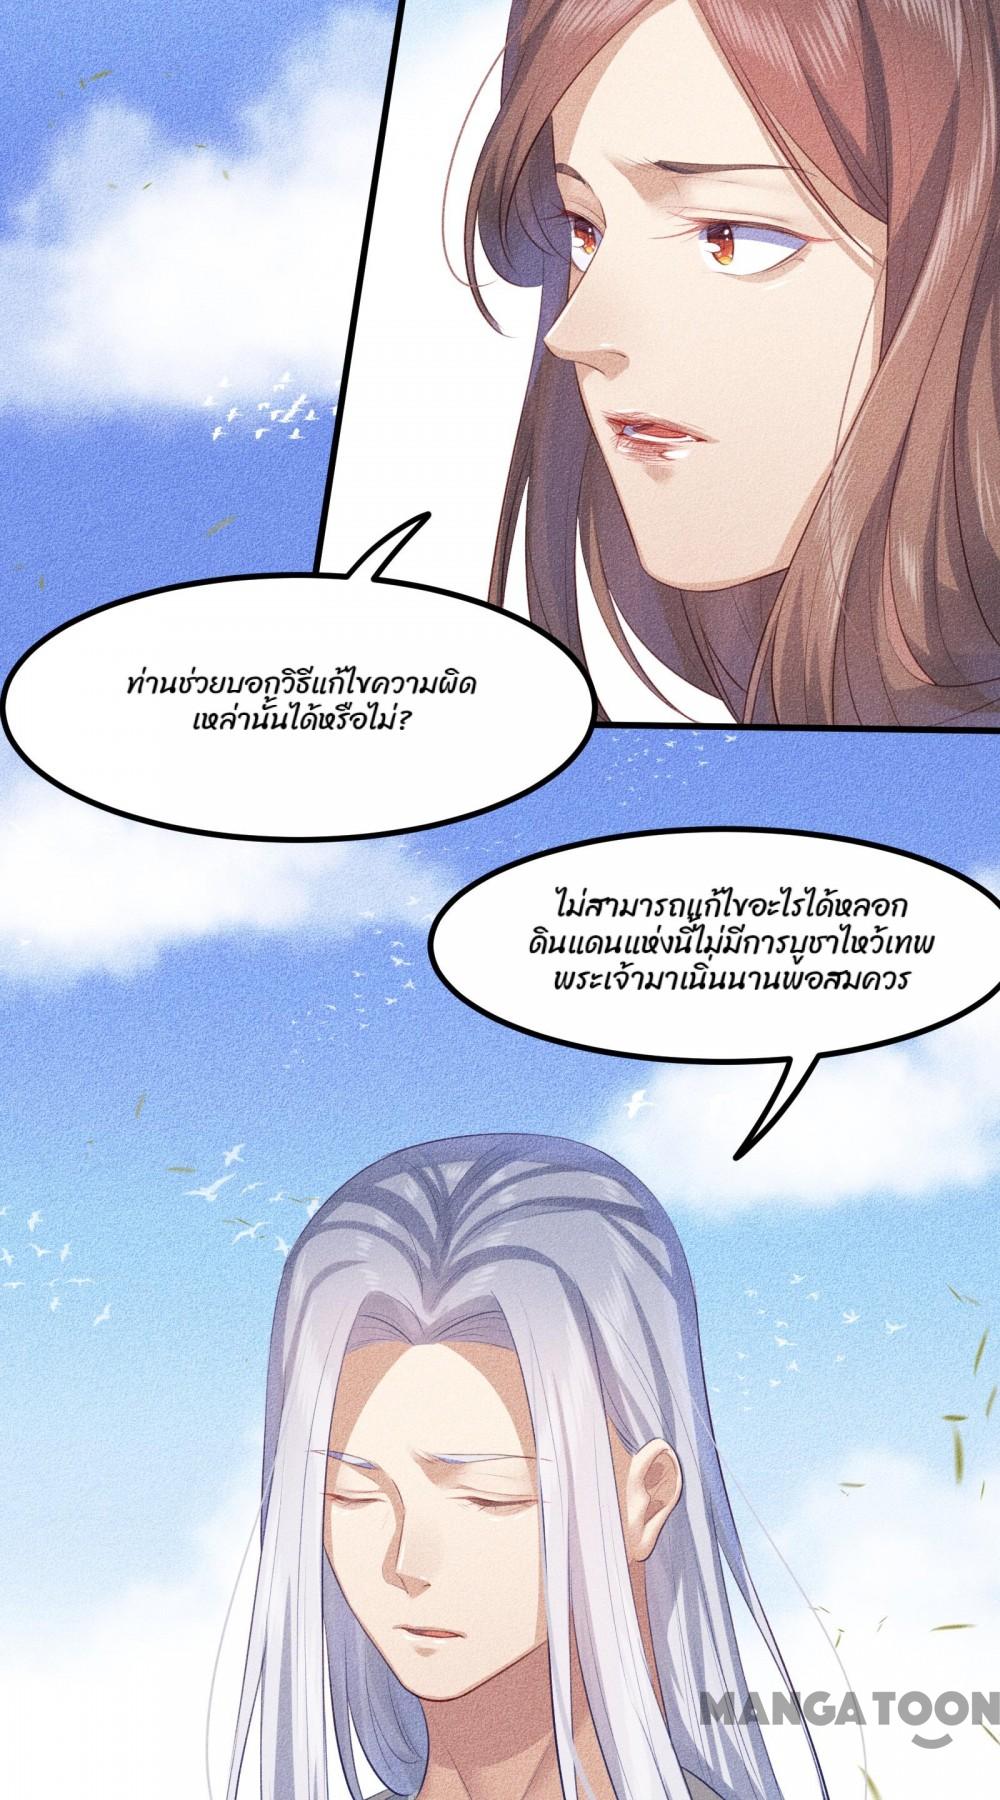 ท่านช่วยบอกวิธีแก้ไขความผิด
เหล่านั้นได้หรือไม่?
ไม่สามารถแก้ไขอะไรได้หลอก
ดินแดนแห่งนี้ไม่มีการบูชาไหว้เทพ
พระเจ้ามาเนิ่นนานพอสมควร
MANGA TOON